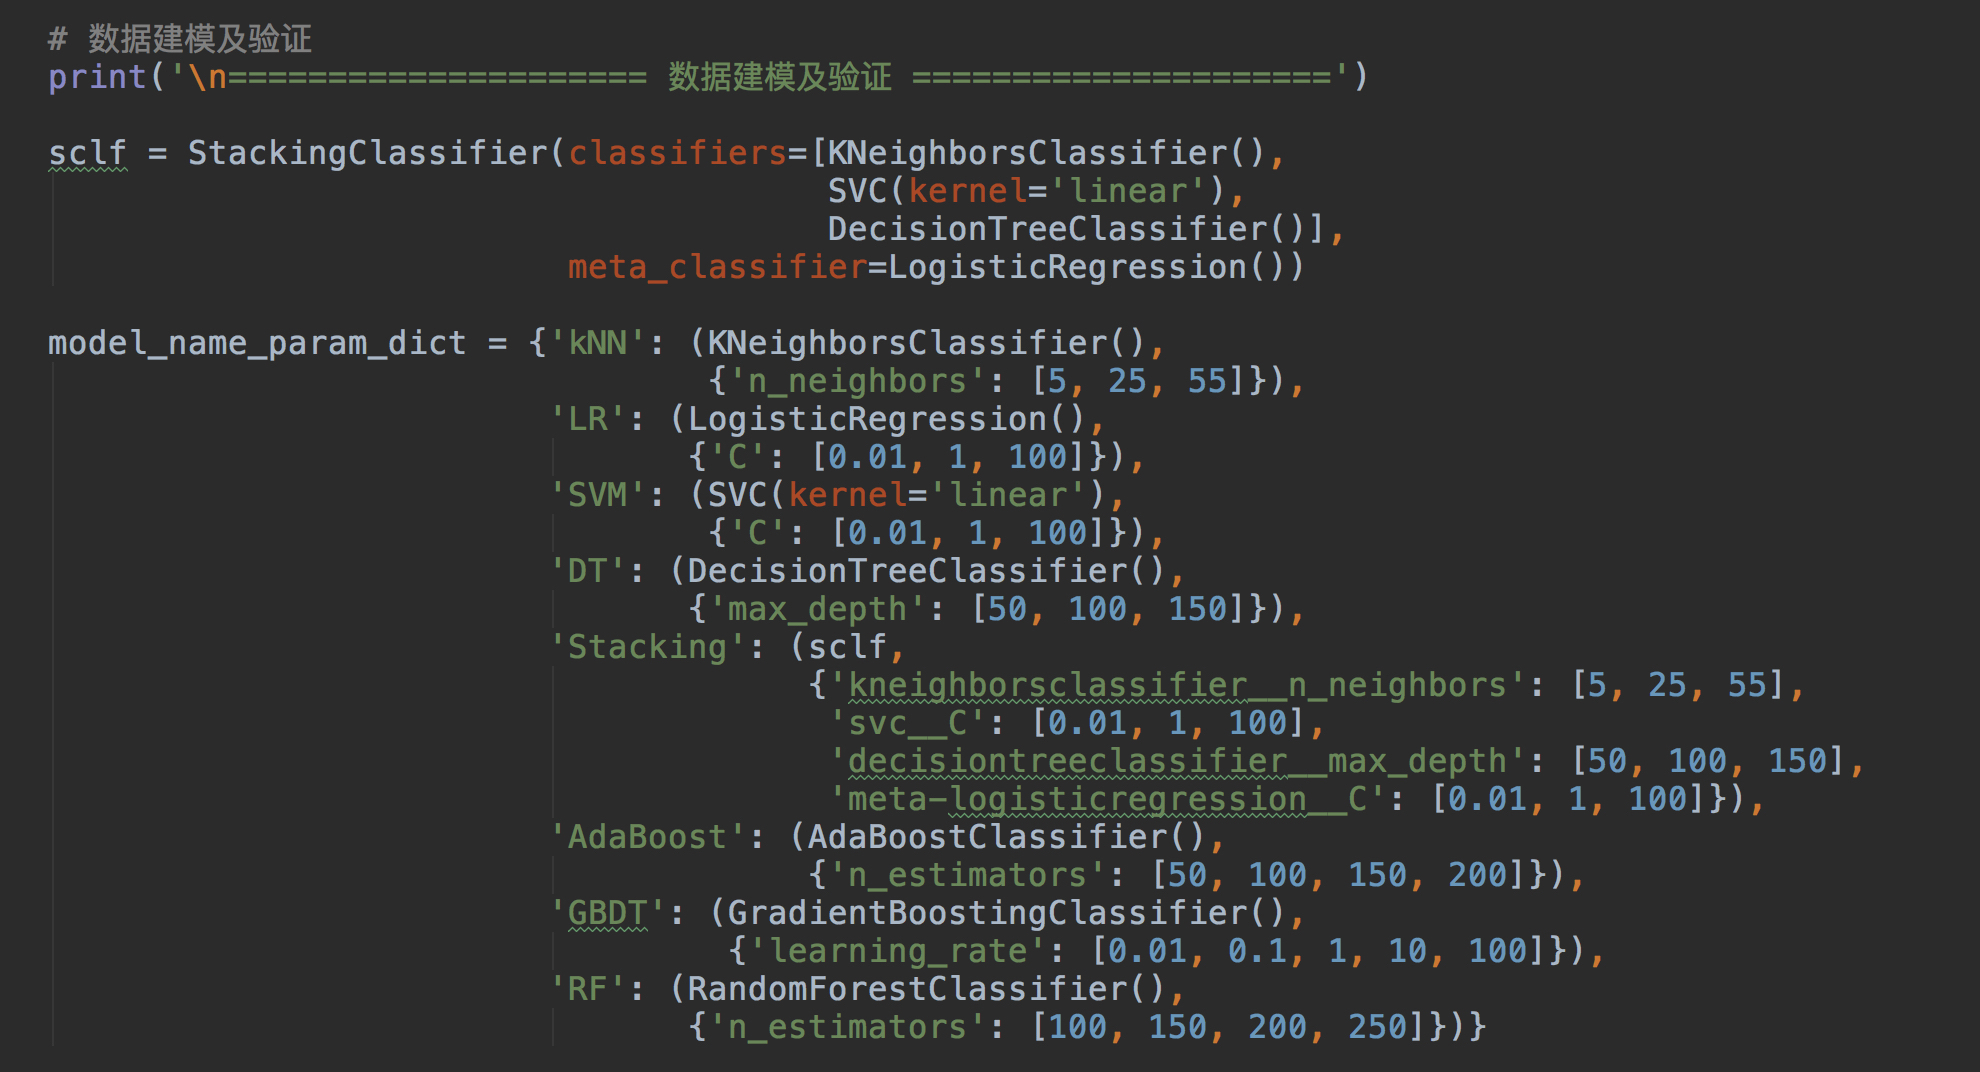 # 数据建模及验证
print('\n===================== 数据建模及验证 =====================')
sclf = StackingClassifier(classifiers=[KNeighborsClassifier(),
SVC(kernel='linear'),
DecisionTreeClassifier()],
meta_classifier=LogisticRegression())
model_name_param_dict = {'kNN': (KNeighborsClassifier(),
{'n_neighbors': [5, 25, 55]}),
'LR': (LogisticRegression(),
{'C': [0.01, 1, 100]}),
'SVM': (SVC(kernel='linear'),
{'C': [0.01, 1, 100]}),
'DT': (DecisionTreeClassifier(),
{'max_depth': [50, 100, 150]}),
'Stacking': (sclf,
{'kneighborsclassifier__n_neighbors': [5, 25, 55],
'svc__C': [0.01, 1, 100],
'decisiontreeclassifier__max_depth': [50, 100, 150],
'meta-logisticregression__C': [0.01, 1, 100]}),
'AdaBoost': (AdaBoostClassifier(),
{'n_estimators': [50, 100, 150, 200]}),
'GBDT': (GradientBoostingClassifier(),
{'learning_rate': [0.01, 0.1, 1, 10, 100]}),
'RF': (RandomForestClassifier(),
{'n_estimators': [100, 150, 200, 250]})}